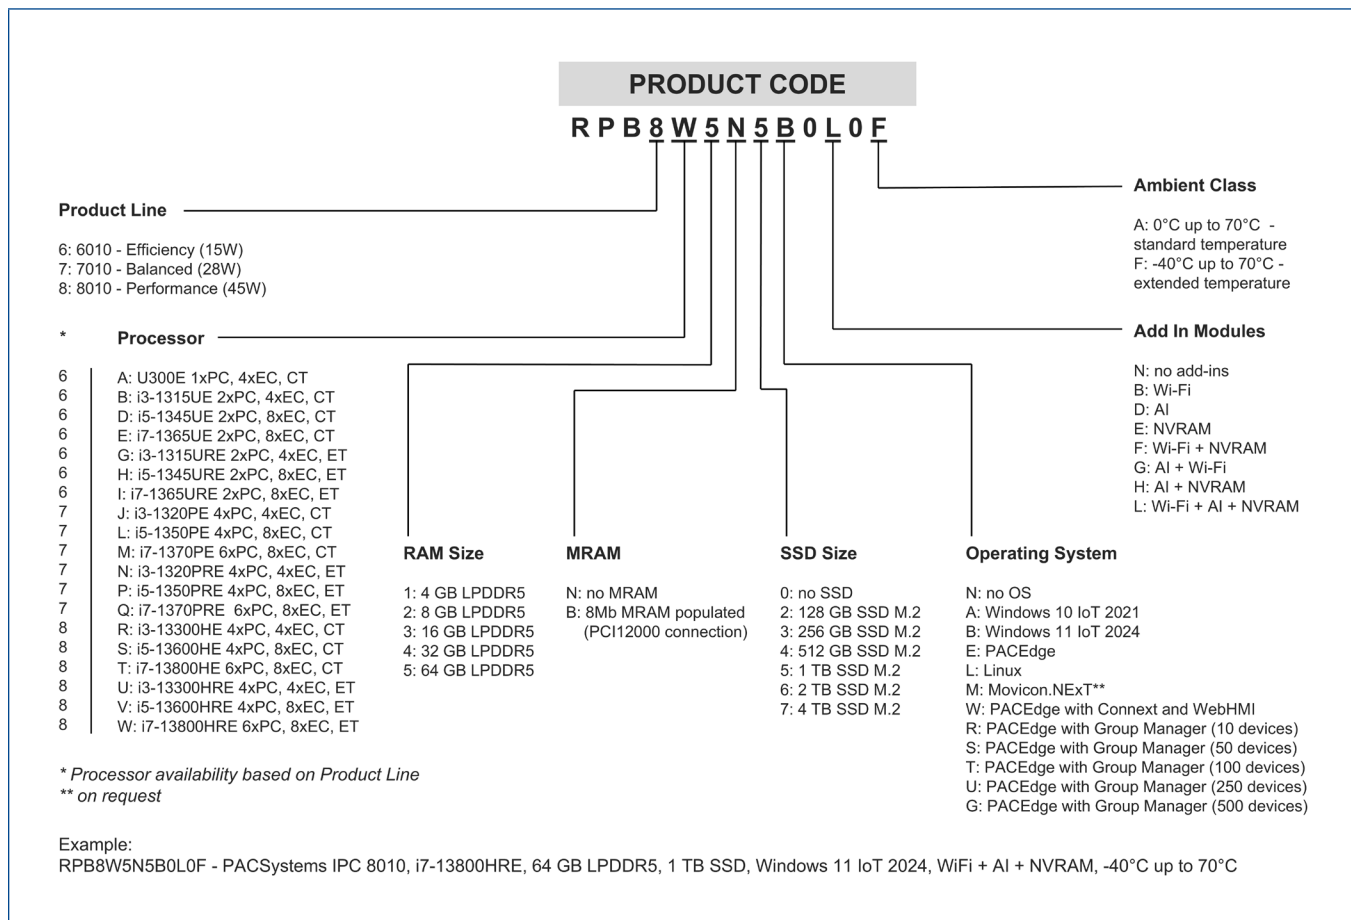 PRODUCT CODE
R P B 8 W 5 N 5 B 0 L 0 F
Product Line
6: 6010 - Efficiency (15W)
7: 7010 - Balanced (28W)
8: 8010 - Performance (45W)
* Processor
6 A: U300E 1xPC, 4xEC, CT
6 B: i3-1315UE 2xPC, 4xEC, CT
6 D: i5-1345UE 2xPC, 8xEC, CT
6 E: i7-1365UE 2xPC, 8xEC, CT
6 G: i3-1315URE 2xPC, 4xEC, ET
6 H: i5-1345URE 2xPC, 8xEC, ET
6 I: i7-1365URE 2xPC, 8xEC, ET
7 J: i3-1320PE 4xPC, 4xEC, CT
7 L: i5-1350PE 4xPC, 8xEC, CT
7 M: i7-1370PE 6xPC, 8xEC, CT
7 N: i3-1320PRE 4xPC, 4xEC, ET
7 P: i5-1350PRE 4xPC, 8xEC, ET
7 Q: i7-1370PRE 6xPC, 8xEC, ET
8 R: i3-13300HE 4xPC, 4xEC, CT
8 S: i5-13600HE 4xPC, 8xEC, CT
8 T: i7-13800HE 6xPC, 8xEC, CT
8 U: i3-13300HRE 4xPC, 4xEC, ET
8 V: i5-13600HRE 4xPC, 8xEC, ET
8 W: i7-13800HRE 6xPC, 8xEC, ET
RAM Size
1: 4 GB LPDDR5
2: 8 GB LPDDR5
3: 16 GB LPDDR5
4: 32 GB LPDDR5
5: 64 GB LPDDR5
MRAM
N: no MRAM
B: 8Mb MRAM populated
(PCI12000 connection)
SSD Size
0: no SSD
2: 128 GB SSD M.2
3: 256 GB SSD M.2
4: 512 GB SSD M.2
5: 1 TB SSD M.2
6: 2 TB SSD M.2
7: 4 TB SSD M.2
Operating System
N: no OS
A: Windows 10 IoT 2021
B: Windows 11 IoT 2024
E: PACEdge
L: Linux
M: Movicon.NExT**
W: PACEdge with Connext and WebHMI
R: PACEdge with Group Manager (10 devices)
S: PACEdge with Group Manager (50 devices)
T: PACEdge with Group Manager (100 devices)
U: PACEdge with Group Manager (250 devices)
G: PACEdge with Group Manager (500 devices)
Ambient Class
A: 0°C up to 70°C -
standard temperature
F: -40°C up to 70°C -
extended temperature
Add In Modules
N: no add-ins
B: Wi-Fi
D: AI
E: NVRAM
F: Wi-Fi + NVRAM
G: AI + Wi-Fi
H: AI + NVRAM
L: Wi-Fi + AI + NVRAM
* Processor availability based on Product Line
** on request
Example:
RPB8W5N5B0L0F - PACSystems IPC 8010, i7-13800HRE, 64 GB LPDDR5, 1 TB SSD, Windows 11 IoT 2024, WiFi + AI + NVRAM, -40°C up to 70°C